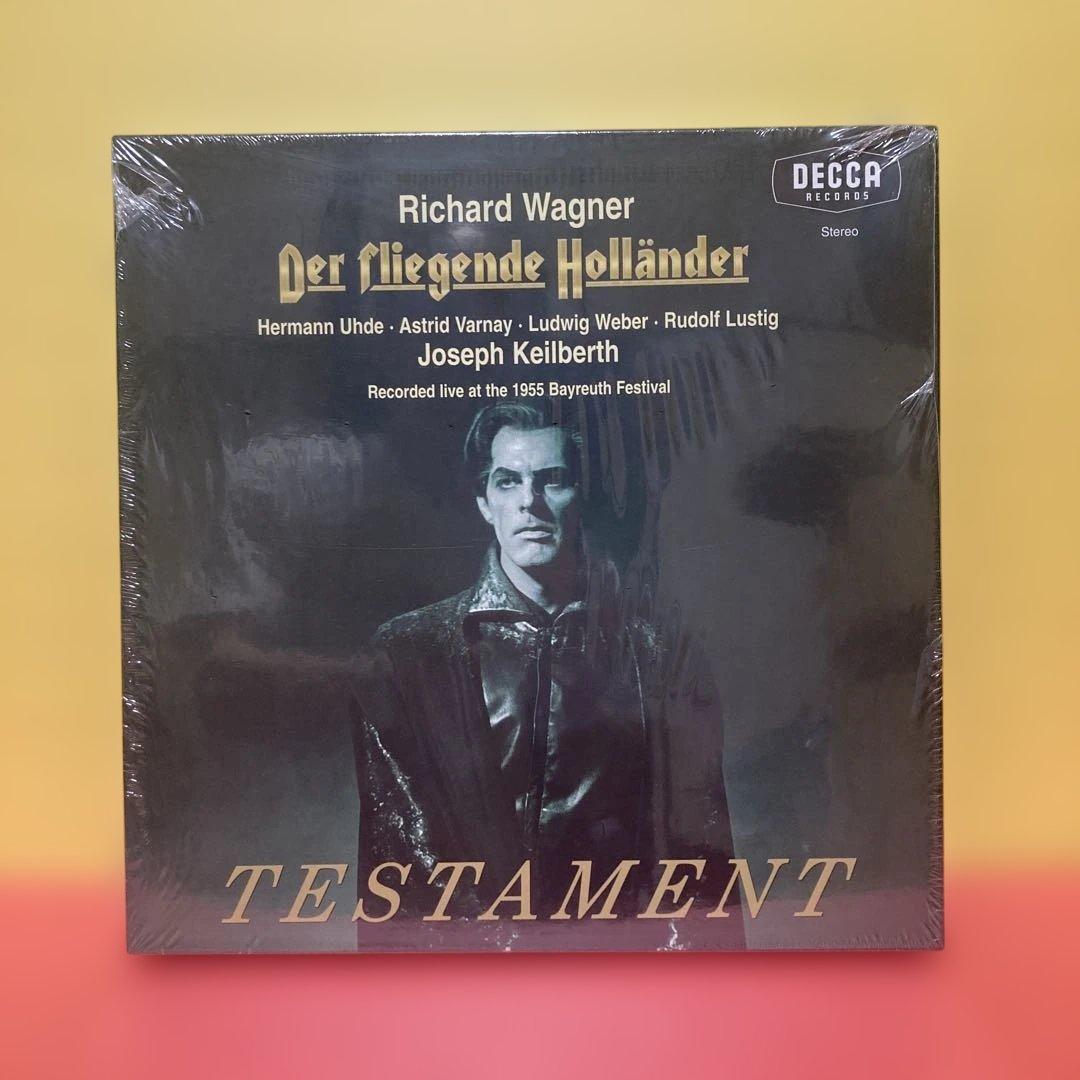 DECCA
RECORDS
Stereo
Richard Wagner
Der fliegende Holländer
Hermann Uhde · Astrid Varnay · Ludwig Weber · Rudolf Lustig
Joseph Keilberth
Recorded live at the 1955 Bayreuth Festival
TESTAMENT